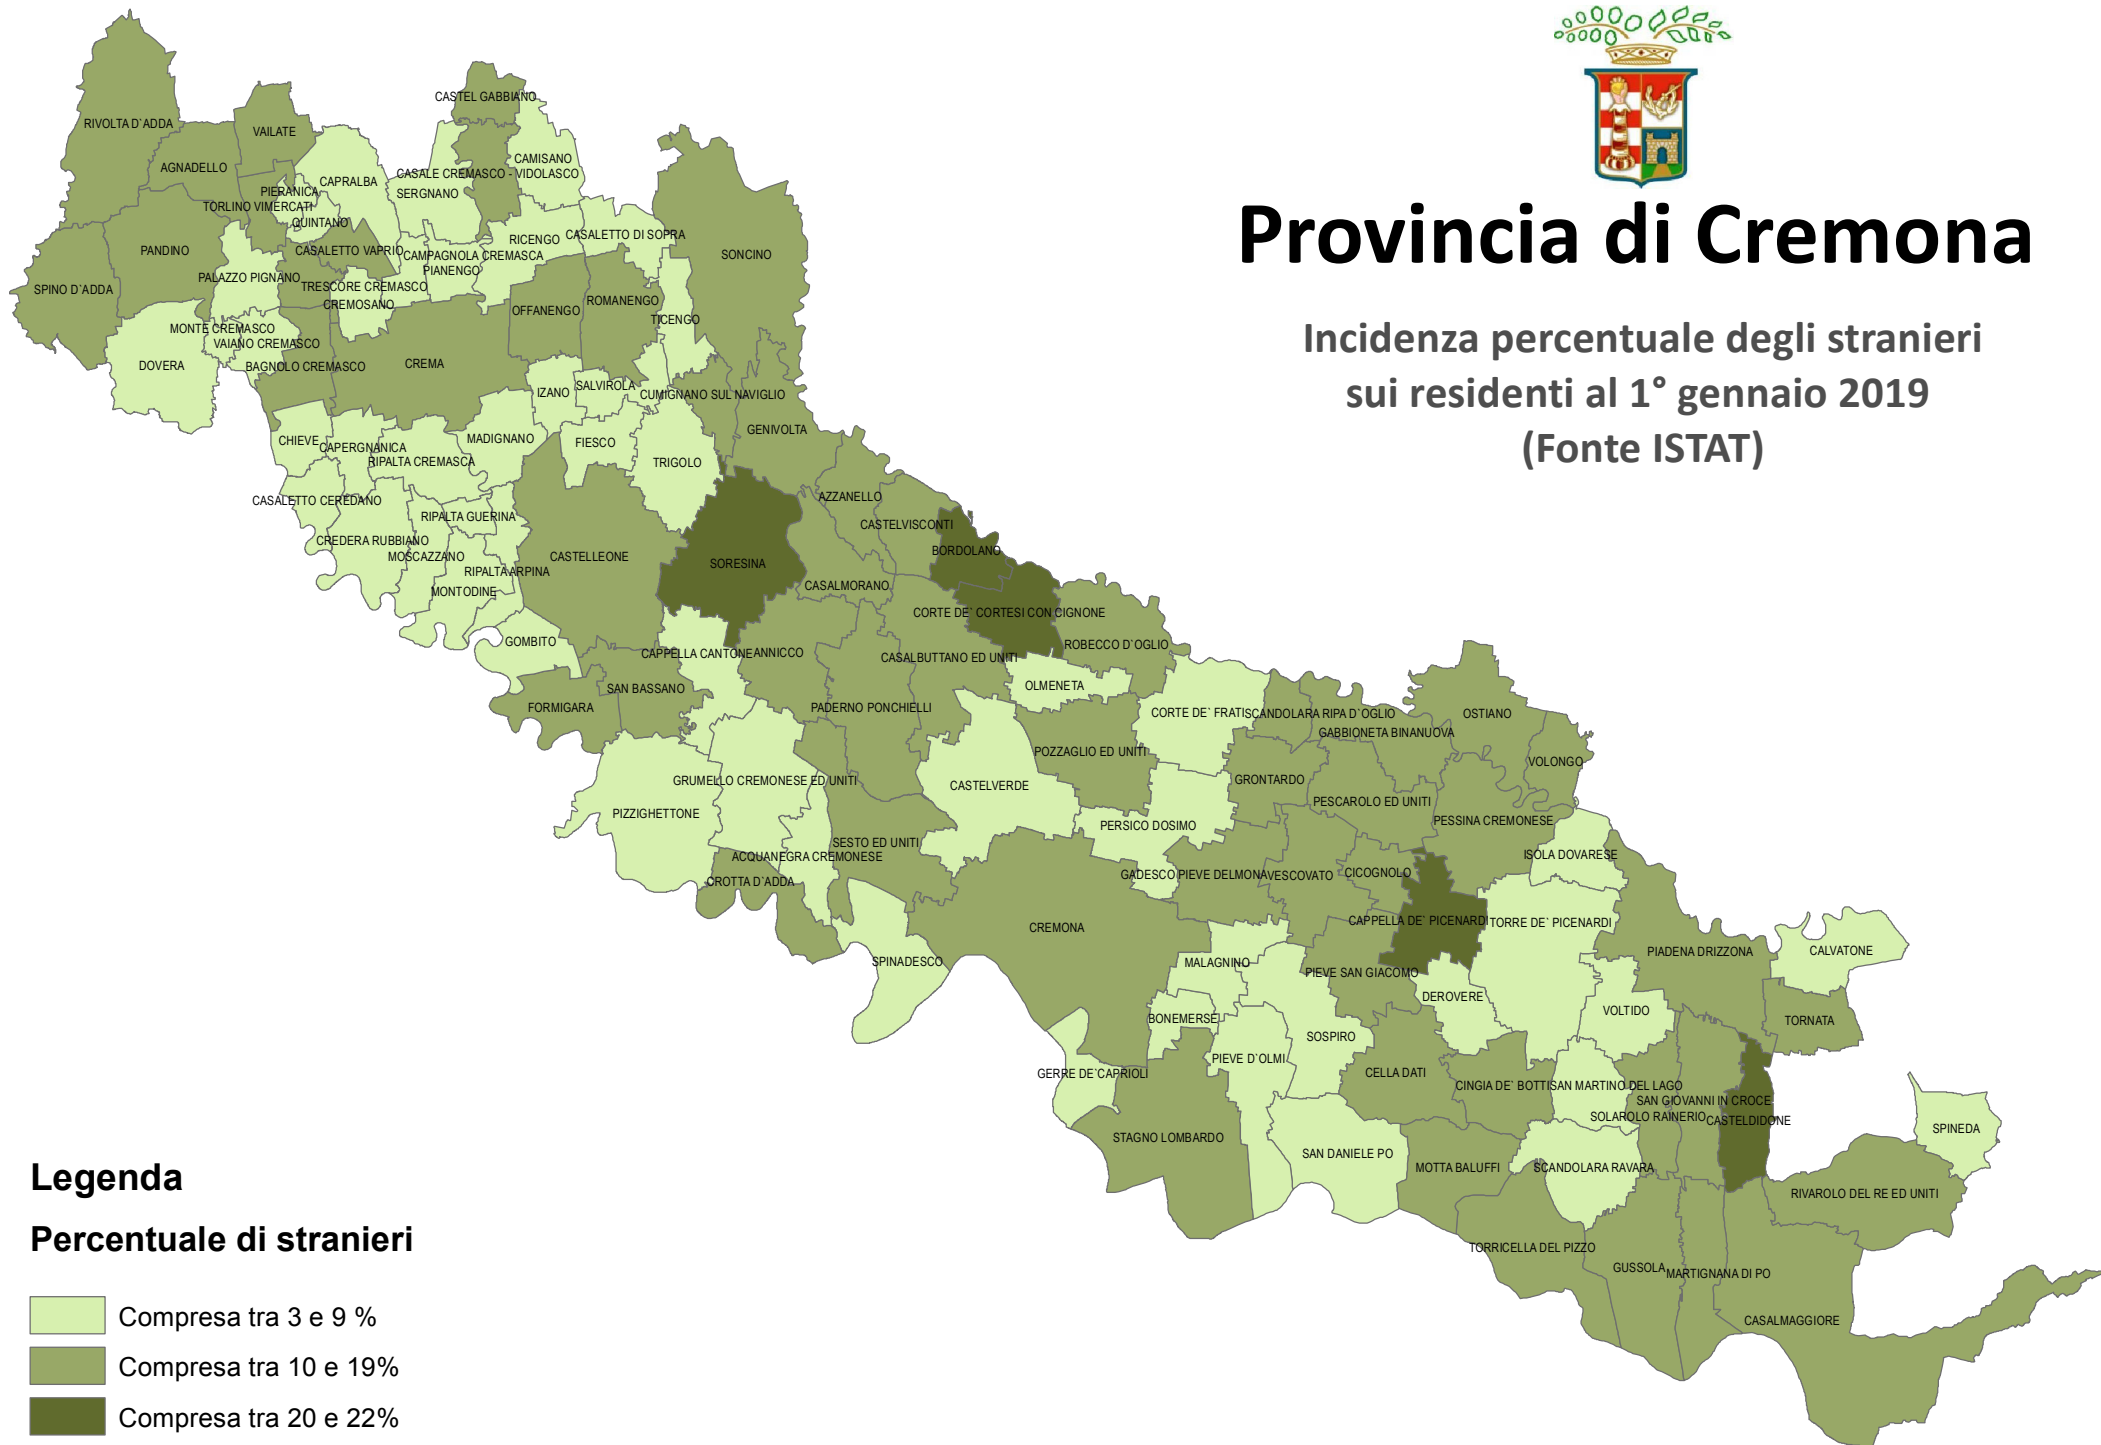 Provincia di Cremona
Incidenza percentuale degli stranieri
sui residenti al 1° gennaio 2019
(Fonte ISTAT)
RIVOLTA D`ADDA
CASTEL GABBIANO
VAILATE
AGNADELLO
CAMISANO
CASALE CREMASCO - VIDOLASCO
CAPRALBA
PIERANICA
SERGNANO
TORLINO VIMERCATI
QUINTANO
RICENGO
CASALETTO DI SOPRA
PANDINO
CASALETTO VAPRIO
CAMPAGNOLA CREMASCA
PIANENGO
SONCINO
PALAZZO PIGNANO
SPINO D`ADDA
TRESCORE CREMASCO
CREMOSANO
ROMANENGO
OFFANENGO
TICENGO
MONTE CREMASCO
VAIANO CREMASCO
DOVERA
BAGNOLO CREMASCO
CREMA
IZANO
SALVIROLA
CUMIGNANO SUL NAVIGLIO
GENIVOLTA
CHIEVE
CAPERGNANICA
MADIGNANO
FIESCO
RIPALTA CREMASCA
TRIGOLO
CASALETTO CEREDANO
AZZANELLO
RIPALTA GUERINA
CASTELVISCONTI
CREDERA RUBBIANO
MOSCAZZANO
CASTELLEONE
BORDOLANO
SORESINA
RIPALTA ARPINA
MONTODINE
CASALMORANO
CORTE DE` CORTESI CON CIGNONE
GOMBITO
ROBECCO D`OGLIO
CAPPELLA CANTONE
ANNICCO
CASALBUTTANO ED UNITI
SAN BASSANO
OLMENETA
FORMIGARA
PADERNO PONCHIELLI
CORTE DE` FRATI
SCANDOLARA RIPA D`OGLIO
OSTIANO
GABBIONETA BINANUOVA
POZZAGLIO ED UNITI
VOLONGO
GRUMELLO CREMONESE ED UNITI
CASTELVERDE
GRONTARDO
PIZZIGHETTONE
PESCAROLO ED UNITI
PERSICO DOSIMO
PESSINA CREMONESE
SESTO ED UNITI
ACQUANEGRA CREMONESE
ISOLA DOVARESE
CROTTA D`ADDA
GADESCO PIEVE DELMONA
VESCOVATO
CICOGNOLO
CREMONA
CAPPELLA DE` PICENARDI
TORRE DE` PICENARDI
SPINADESCO
MALAGNINO
PIEVE SAN GIACOMO
PIADENA DRIZZONA
CALVATONE
DEROVERE
VOLTIDO
TORNATA
BONEMERSE
SOSPIRO
PIEVE D`OLMI
GERRE DE`CAPRIOLI
CELLA DATI
CINGIA DE` BOTTI
SAN MARTINO DEL LAGO
SAN GIOVANNI IN CROCE
SOLAROLO RAINERIO
CASTELDIDONE
SPINEDA
STAGNO LOMBARDO
SAN DANIELE PO
MOTTA BALUFFI
SCANDOLARA RAVARA
RIVAROLO DEL RE ED UNITI
TORRICELLA DEL PIZZO
GUSSOLA
MARTIGNANA DI PO
CASALMAGGIORE
Legenda
Percentuale di stranieri
Compresa tra 3 e 9 %
Compresa tra 10 e 19%
Compresa tra 20 e 22%